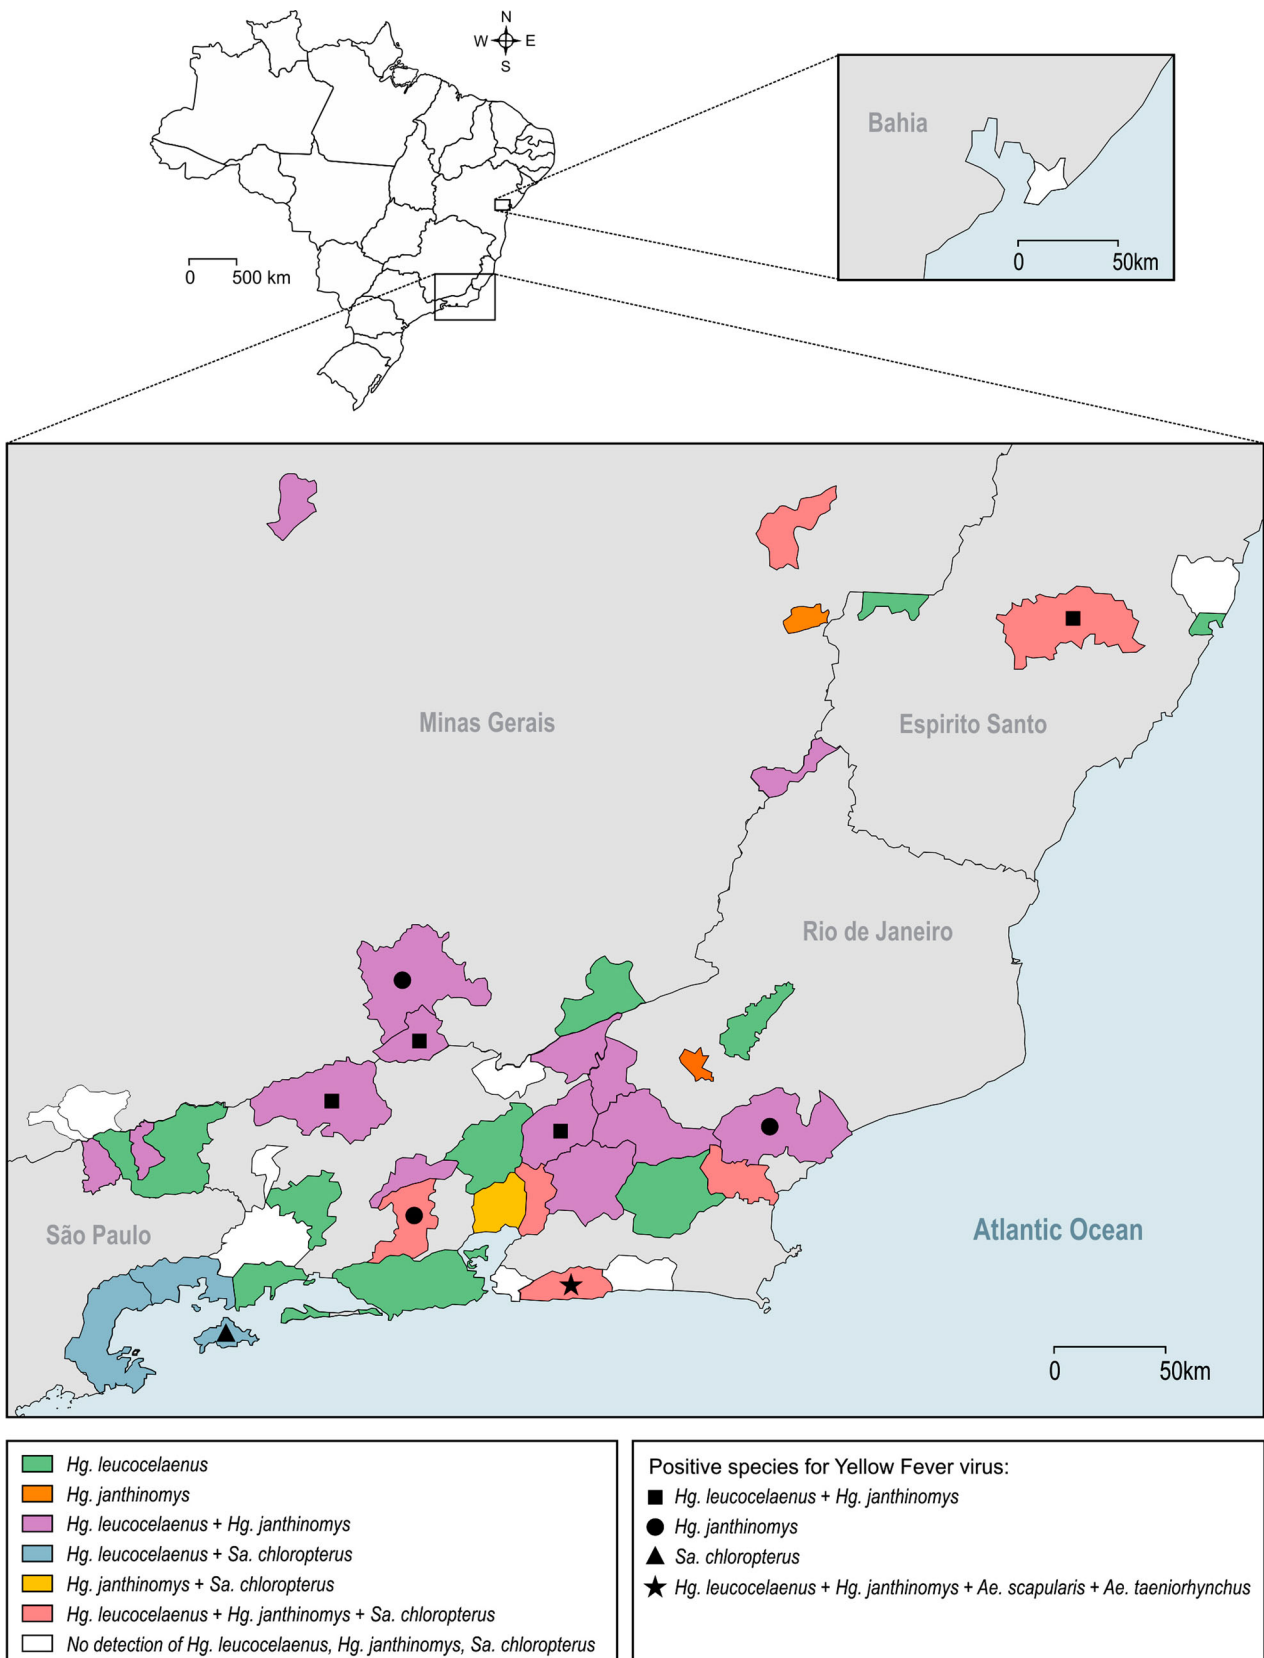 N
W E
S
Bahia
0 50km
0 500 km
Minas Gerais
Espirito Santo
Rio de Janeiro
São Paulo
Atlantic Ocean
0 50km
Hg. leucocelaenus
Hg. janthinomys
Hg. leucocelaenus + Hg. janthinomys
Hg. leucocelaenus + Sa. chloropterus
Hg. janthinomys + Sa. chloropterus
Hg. leucocelaenus + Hg. janthinomys + Sa. chloropterus
No detection of Hg. leucocelaenus, Hg. janthinomys, Sa. chloropterus
Positive species for Yellow Fever virus:
Hg. leucocelaenus + Hg. janthinomys
Hg. janthinomys
Sa. chloropterus
Hg. leucocelaenus + Hg. janthinomys + Ae. scapularis + Ae. taeniorhynchus